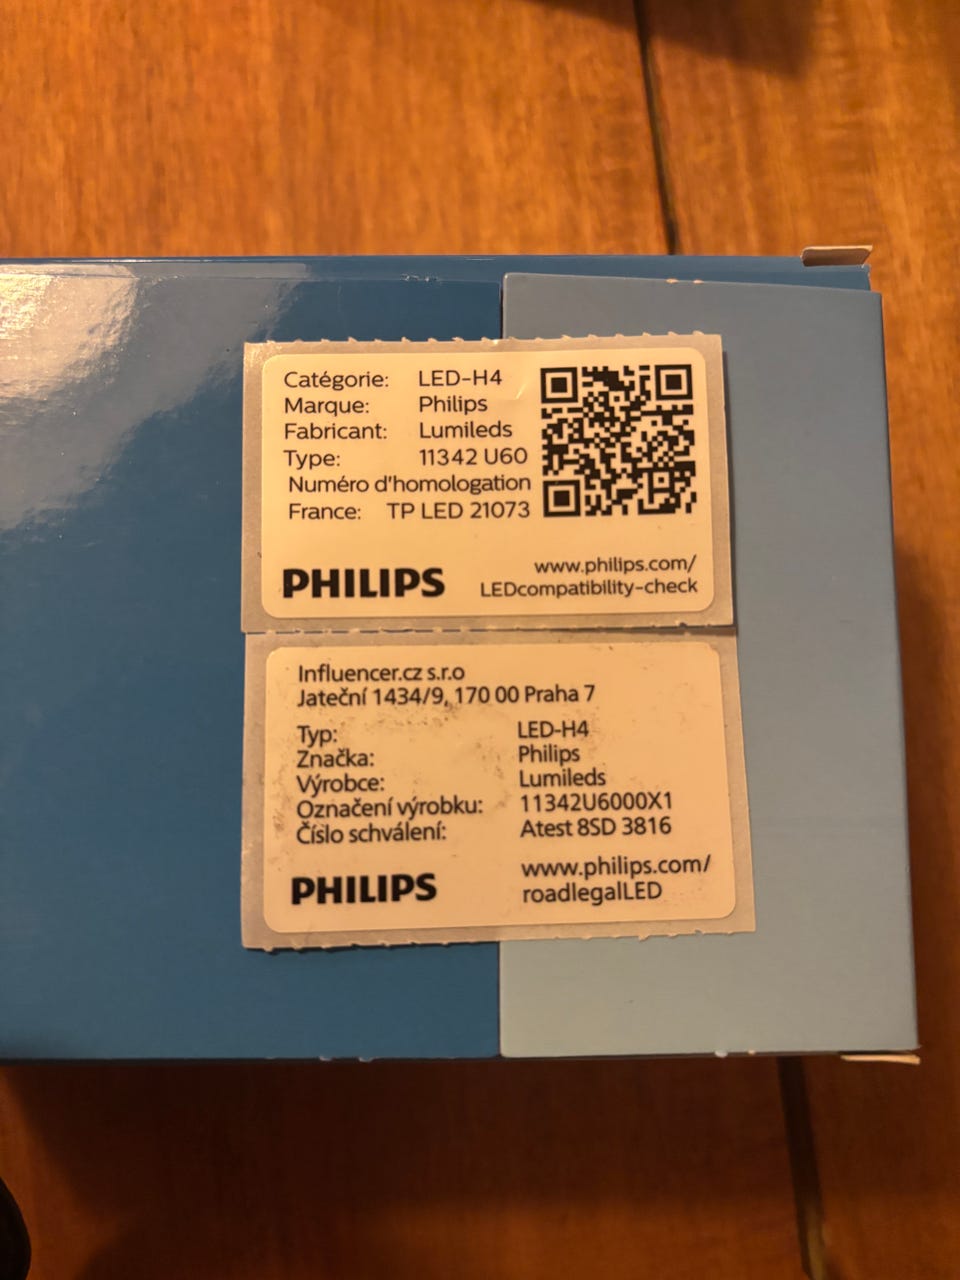 Catégorie: LED-H4
Marque: Philips
Fabricant: Lumileds
Type: 11342 U60
Numéro d'homologation
France: TP LED 21073
PHILIPS
www.philips.com/
LEDcompatibility-check
Influencer.cz s.r.o
Jateční 1434/9, 170 00 Praha 7
Typ: LED-H4
Značka: Philips
Výrobce: Lumileds
Označení výrobku: 11342U6000X1
Číslo schválení: Atest 8SD 3816
PHILIPS
www.philips.com/
roadlegalLED